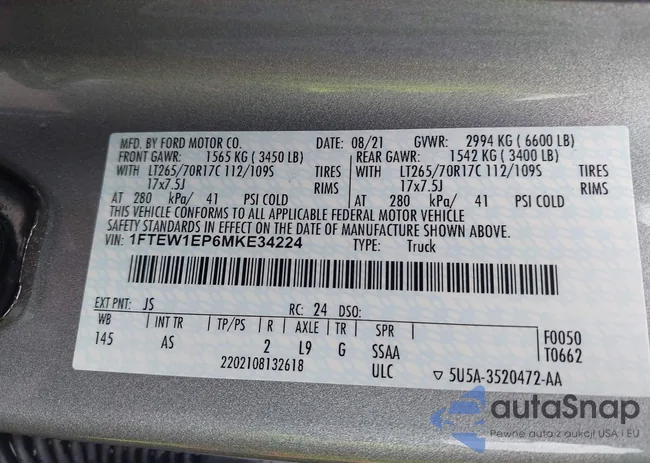 MFD. BY FORD MOTOR CO. DATE: 08/21 GVWR: 2994 KG ( 6600 LB)
FRONT GAWR: 1565 KG ( 3450 LB) REAR GAWR: 1542 KG ( 3400 LB)
WITH LT265/70R17C 112/109S TIRES WITH LT265/70R17C 112/109S TIRES
17x7.5J RIMS 17x7.5J RIMS
AT 280 kPa/ 41 PSI COLD AT 280 kPa/ 41 PSI COLD
THIS VEHICLE CONFORMS TO ALL APPLICABLE FEDERAL MOTOR VEHICLE
SAFETY STANDARDS IN EFFECT ON THE DATE OF MANUFACTURE SHOWN ABOVE.
VIN: 1FTEW1EP6MKE34224 TYPE: Truck
EXT PNT: JS RC: 24 DSO:
WB INT TR TP/PS R AXLE TR SPR F0050
145 AS 2 L9 G SSAA T0662
2202108132618 ULC ▽ 5U5A-3520472-AA
autaSnap
Pewne auta z aukcji USA i EU